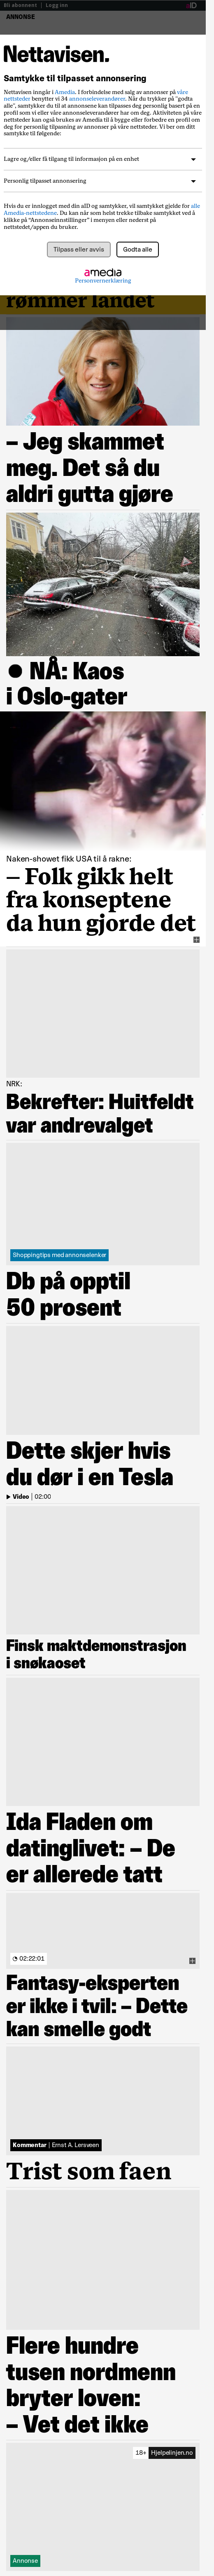 Bli abonnent | Logg inn
aID
ANNONSE
Nettavisen.
Samtykke til tilpasset annonsering
Nettavisen inngår i Amedia. I forbindelse med salg av annonser på våre
nettsteder benytter vi 34 annonseleverandører. Når du trykker på "godta
alle", samtykker du til at annonsene kan tilpasses deg personlig basert på en
profil med en eller våre annonseleverandører har om deg. Aktiviteten på våre
nettsteder kan også bli brukt av Amedia til å bygge eller forbedre en profil om
deg for personlig tilpasning av annonser på våre nettsteder. Vi ber om ditt
samtykke til følgende:
Lagre og/eller få tilgang til informasjon på en enhet
Personlig tilpasset annonsering
Hvis du er innlogget med din aID og samtykker, vil samtykket gjelde for alle
Amedia-nettstedene. Du kan når som helst trekke tilbake samtykket ved å
klikke på "Annonseinnstillinger" i menyen eller nederst på
nettstedet/appen du bruker.
Tilpass eller avvis
Godta alle
amedia
Personvernerklæring
rømmer landet
– Jeg skammet
meg. Det så du
aldri gutta gjøre
● NÅ: Kaos
i Oslo-gater
Naken-showet fikk USA til å rakne:
– Folk gikk helt
fra konseptene
da hun gjorde det
NRK:
Bekrefter: Huitfeldt
var andrevalget
Shoppingtips med annonselenker
Db på opptil
50 prosent
Dette skjer hvis
du dør i en Tesla
Video | 02:00
Finsk maktdemonstrasjon
i snøkaoset
Ida Fladen om
datinglivet: – De
er allerede tatt
02:22:01
Fantasy-eksperten
er ikke i tvil: – Dette
kan smelle godt
Kommentar | Ernst A. Lersveen
Trist som faen
Flere hundre
tusen nordmenn
bryter loven:
– Vet det ikke
18+ Hjelpelinjen.no
Annonse